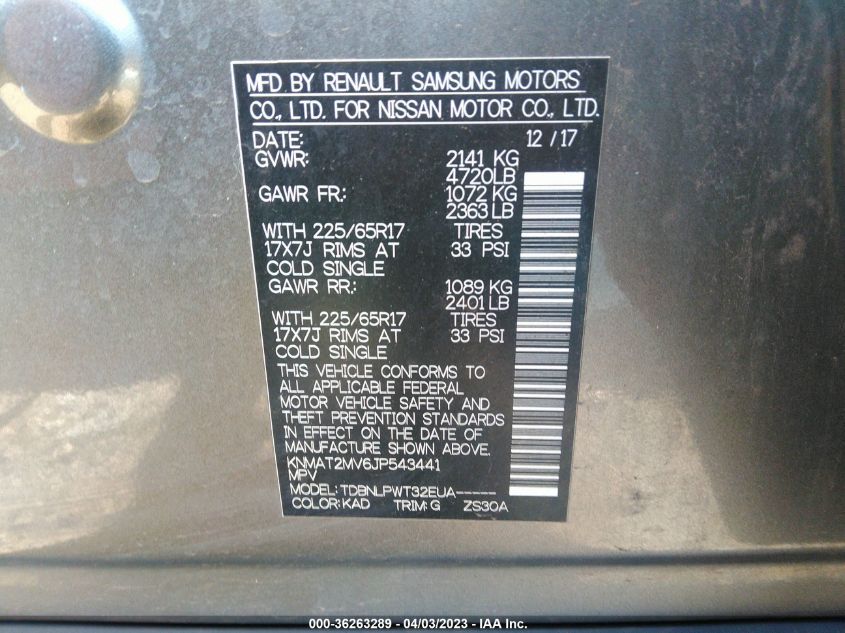 MFD BY RENAULT SAMSUNG MOTORS
CO., LTD. FOR NISSAN MOTOR CO., LTD.
DATE: 12 / 17
GVWR: 2141 KG
4720LB
GAWR FR.: 1072 KG
2363 LB
WITH 225/65R17 TIRES
17X7J RIMS AT 33 PSI
COLD SINGLE
GAWR RR.: 1089 KG
2401 LB
WITH 225/65R17 TIRES
17X7J RIMS AT 33 PSI
COLD SINGLE
THIS VEHICLE CONFORMS TO
ALL APPLICABLE FEDERAL
MOTOR VEHICLE SAFETY AND
THEFT PREVENTION STANDARDS
IN EFFECT ON THE DATE OF
MANUFACTURE SHOWN ABOVE.
KNMAT2MV6JP543441
MPV
MODEL: TDBNLPWT32EUA-----
COLOR: KAD TRIM: G ZS30A
000-36263289 - 04/03/2023 - IAA Inc.